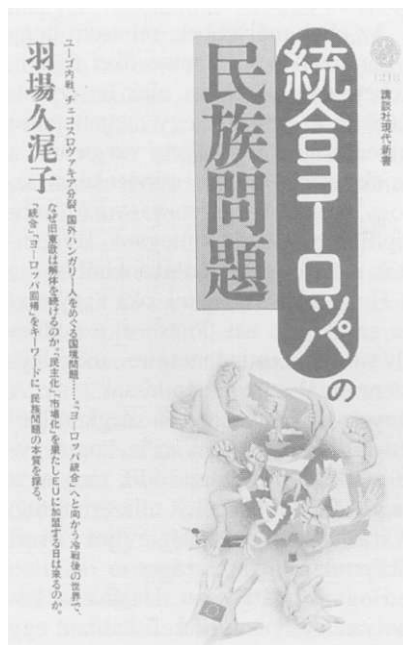 講談社現代新書
統合ヨーロッパの
民族問題
ユーゴ内戦、チェコスロヴァキア分裂、国外ハンガリー人をめぐる国境問題……。「ヨーロッパ統合」へと向かう冷戦後の世界で、
なぜ旧東欧は解体を続けるのか。「民主化」「市場化」を果たしEUに加盟する日は来るのか。
「統合」「ヨーロッパ回帰」をキーワードに、民族問題の本質を探る。
羽場久浘子